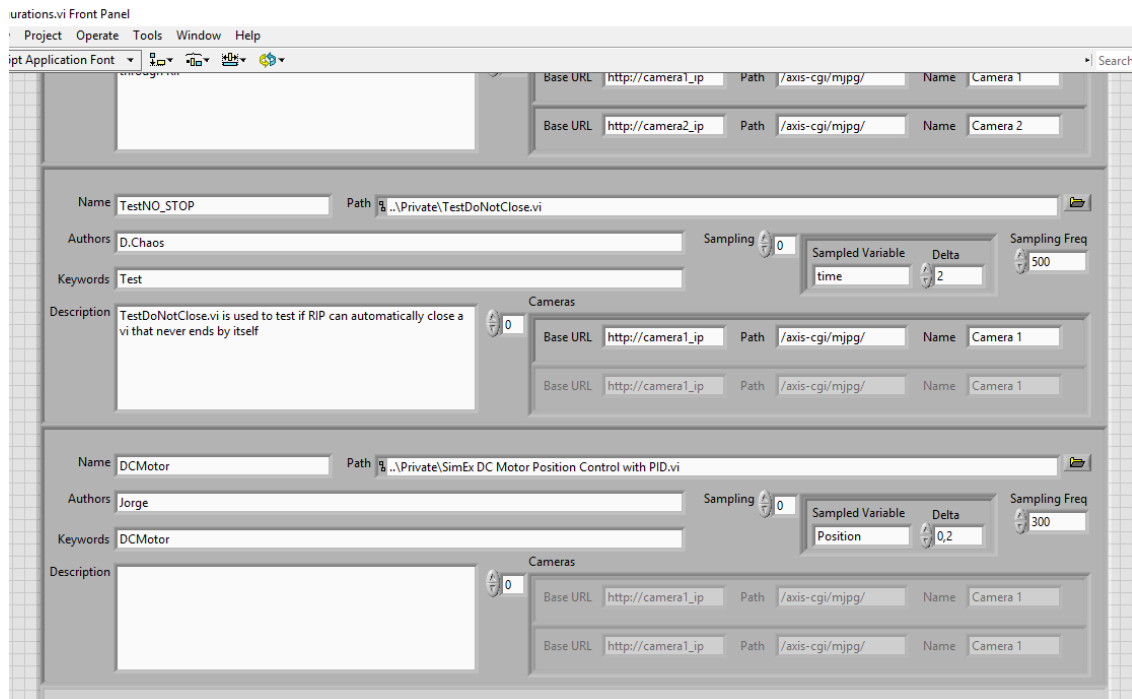 urations.vi Front Panel
Project Operate Tools Window Help
ipt Application Font
Search
through RIP
Base URL http://camera1_ip Path /axis-cgi/mjpg/ Name Camera 1
Base URL http://camera2_ip Path /axis-cgi/mjpg/ Name Camera 2
Name TestNO_STOP Path ..\Private\TestDoNotClose.vi
Authors D.Chaos
Sampling 0
Sampled Variable Delta
time 2
Sampling Freq
500
Keywords Test
Description TestDoNotClose.vi is used to test if RIP can automatically close a
vi that never ends by itself
0
Cameras
Base URL http://camera1_ip Path /axis-cgi/mjpg/ Name Camera 1
Base URL http://camera1_ip Path /axis-cgi/mjpg/ Name Camera 1
Name DCMotor Path ..\Private\SimEx DC Motor Position Control with PID.vi
Authors Jorge
Sampling 0
Sampled Variable Delta
Position 0,2
Sampling Freq
300
Keywords DCMotor
Description
0
Cameras
Base URL http://camera1_ip Path /axis-cgi/mjpg/ Name Camera 1
Base URL http://camera1_ip Path /axis-cgi/mjpg/ Name Camera 1